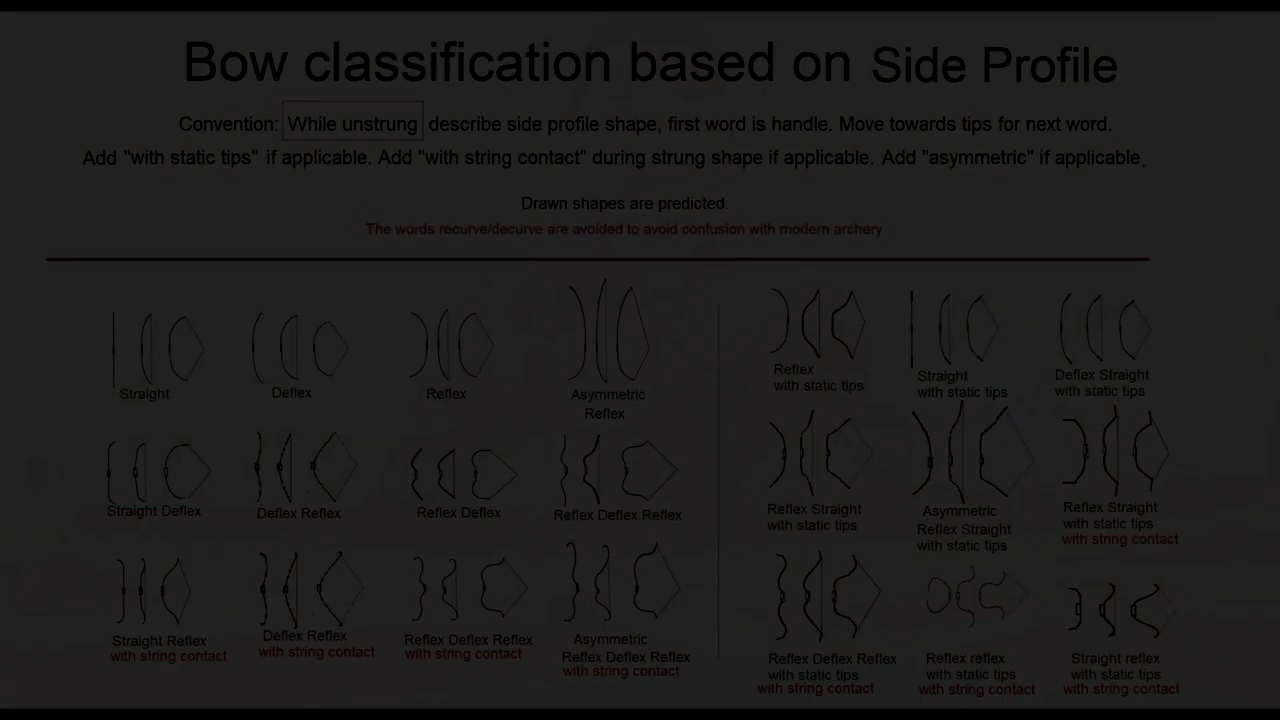 Bow classification based on Side Profile
Convention: While unstrung describe side profile shape, first word is handle. Move towards tips for next word.
Add "with static tips" if applicable. Add "with string contact" during strung shape if applicable. Add "asymmetric" if applicable.
Drawn shapes are predicted.
The words recurve/decurve are avoided to avoid confusion with modern archery
Straight
Deflex
Reflex
Asymmetric
Reflex
Straight Deflex
Deflex Reflex
Reflex Deflex
Reflex Deflex Reflex
Straight Reflex
with string contact
Deflex Reflex
with string contact
Reflex Deflex Reflex
with string contact
Asymmetric
Reflex Deflex Reflex
with string contact
Reflex
with static tips
Straight
with static tips
Deflex Straight
with static tips
Reflex Straight
with static tips
Asymmetric
Reflex Straight
with static tips
Reflex Straight
with static tips
with string contact
Reflex Deflex Reflex
with static tips
with string contact
Reflex reflex
with static tips
with string contact
Straight reflex
with static tips
with string contact